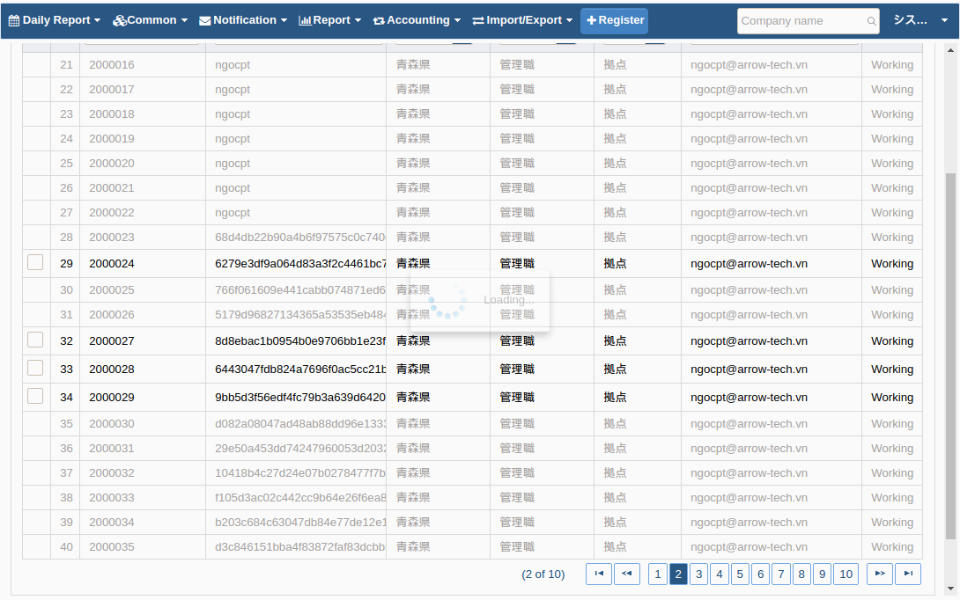 Daily Report Common Notification Report Accounting Import/Export Register Company name シス...
21 2000016 ngocpt 青森県 管理職 拠点 ngocpt@arrow-tech.vn Working
22 2000017 ngocpt 青森県 管理職 拠点 ngocpt@arrow-tech.vn Working
23 2000018 ngocpt 青森県 管理職 拠点 ngocpt@arrow-tech.vn Working
24 2000019 ngocpt 青森県 管理職 拠点 ngocpt@arrow-tech.vn Working
25 2000020 ngocpt 青森県 管理職 拠点 ngocpt@arrow-tech.vn Working
26 2000021 ngocpt 青森県 管理職 拠点 ngocpt@arrow-tech.vn Working
27 2000022 ngocpt 青森県 管理職 拠点 ngocpt@arrow-tech.vn Working
28 2000023 68d4db22b90a4b6f97575c0c740 青森県 管理職 拠点 ngocpt@arrow-tech.vn Working
29 2000024 6279e3df9a064d83a3f2c4461bc7 青森県 管理職 拠点 ngocpt@arrow-tech.vn Working
30 2000025 766f061609e441cabb074871ed6 青森県 管理職 拠点 ngocpt@arrow-tech.vn Working
Loading...
31 2000026 5179d96827134365a53535eb484 青森県 管理職 拠点 ngocpt@arrow-tech.vn Working
32 2000027 8d8ebac1b0954b0e9706bb1e23f 青森県 管理職 拠点 ngocpt@arrow-tech.vn Working
33 2000028 6443047fdb824a7696f0ac5cc21b 青森県 管理職 拠点 ngocpt@arrow-tech.vn Working
34 2000029 9bb5d3f56edf4fc79b3a639d6420 青森県 管理職 拠点 ngocpt@arrow-tech.vn Working
35 2000030 d082a08047ad48ab88dd96e1333 青森県 管理職 拠点 ngocpt@arrow-tech.vn Working
36 2000031 29e50a453dd74247960053d2032 青森県 管理職 拠点 ngocpt@arrow-tech.vn Working
37 2000032 10418b4c27d24e07b0278477f7b 青森県 管理職 拠点 ngocpt@arrow-tech.vn Working
38 2000033 f105d3ac02c442cc9b64e26f6ea8 青森県 管理職 拠点 ngocpt@arrow-tech.vn Working
39 2000034 b203c684c63047db84e77de12e1 青森県 管理職 拠点 ngocpt@arrow-tech.vn Working
40 2000035 d3c846151bba4f83872faf83dcbb 青森県 管理職 拠点 ngocpt@arrow-tech.vn Working
(2 of 10) 1 2 3 4 5 6 7 8 9 10